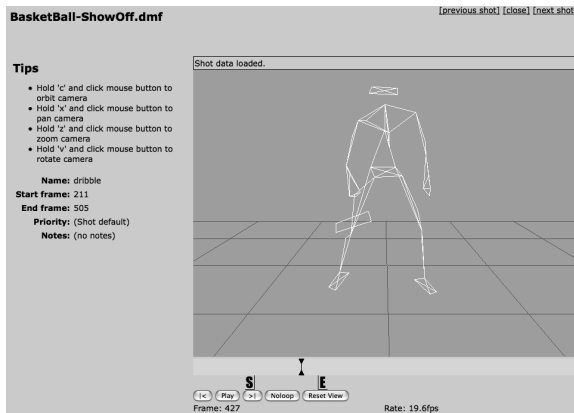 BasketBall-ShowOff.dmf
[previous shot] [close] [next shot
Tips
• Hold 'c' and click mouse button to
orbit camera
• Hold 'x' and click mouse button to
pan camera
• Hold 'z' and click mouse button to
zoom camera
• Hold 'v' and click mouse button to
rotate camera
Name: dribble
Start frame: 211
End frame: 505
Priority: (Shot default)
Notes: (no notes)
Shot data loaded.
S E
|< Play >| Noloop Reset View
Frame: 427 Rate: 19.6fps